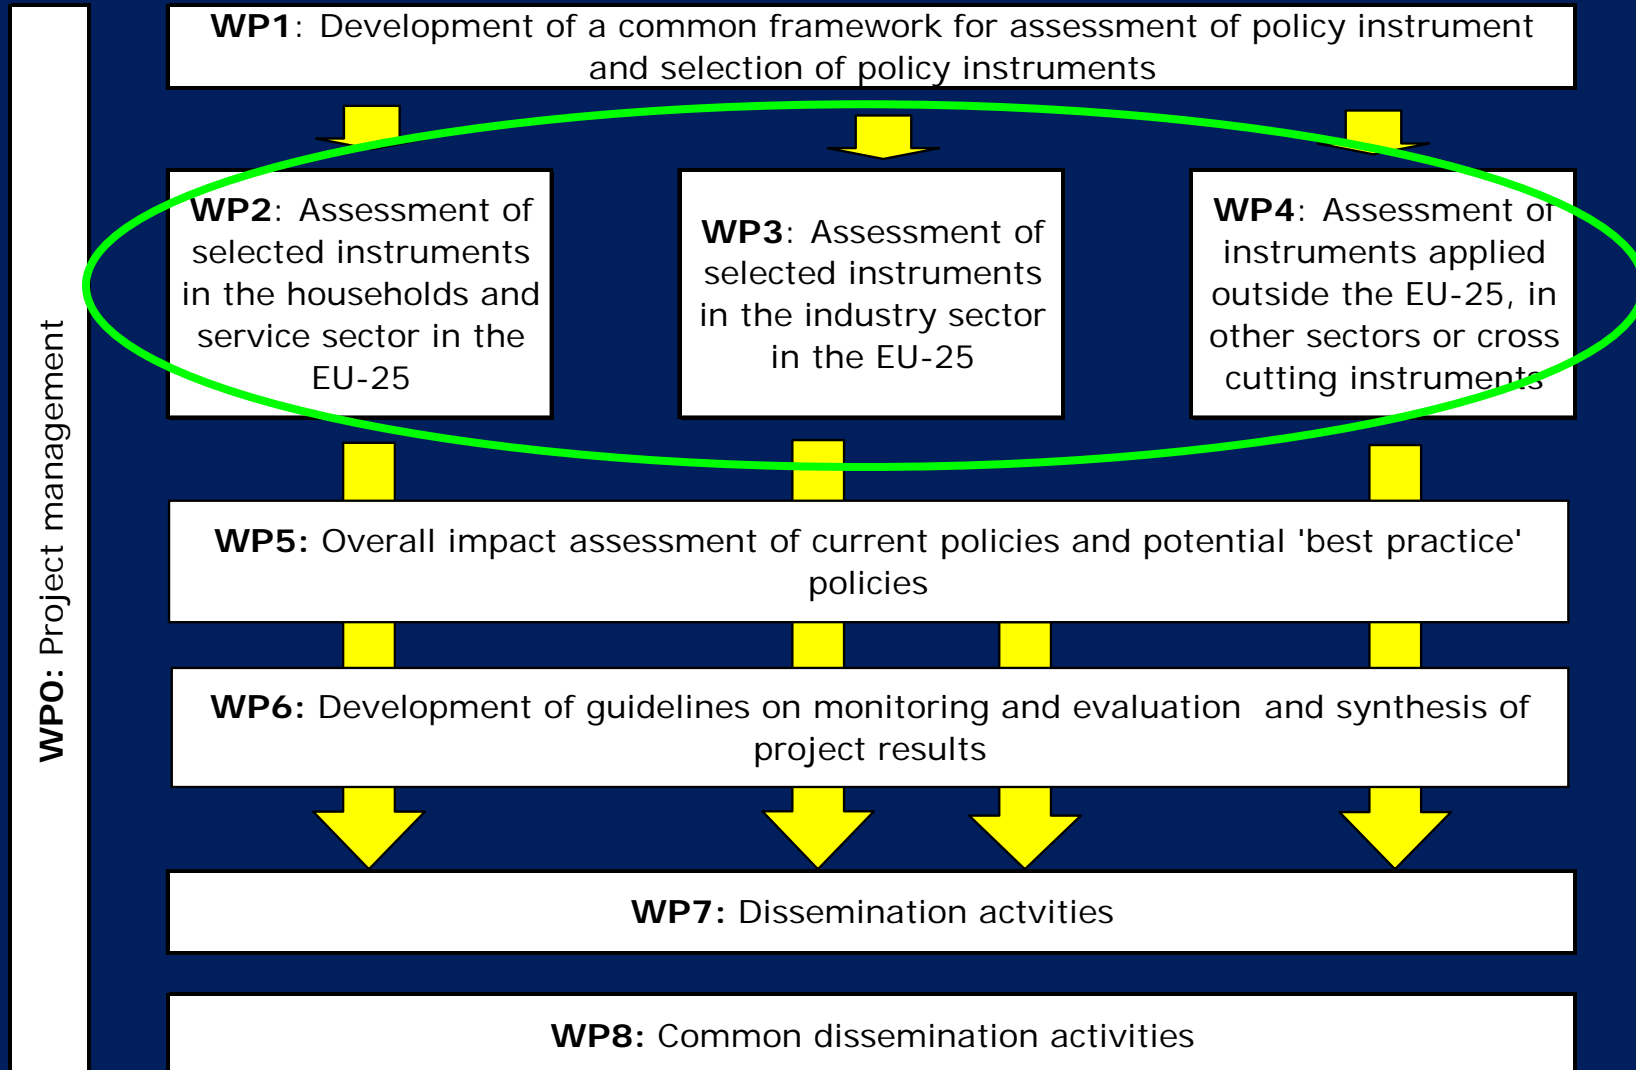 WP1: Development of a common framework for assessment of policy instrument
and selection of policy instruments
WP2: Assessment of
selected instruments
in the households and
service sector in the
EU-25
WP3: Assessment of
selected instruments
in the industry sector
in the EU-25
WP4: Assessment of
instruments applied
outside the EU-25, in
other sectors or cross
cutting instruments
WP0: Project management
WP5: Overall impact assessment of current policies and potential 'best practice'
policies
WP6: Development of guidelines on monitoring and evaluation and synthesis of
project results
WP7: Dissemination actvities
WP8: Common dissemination activities